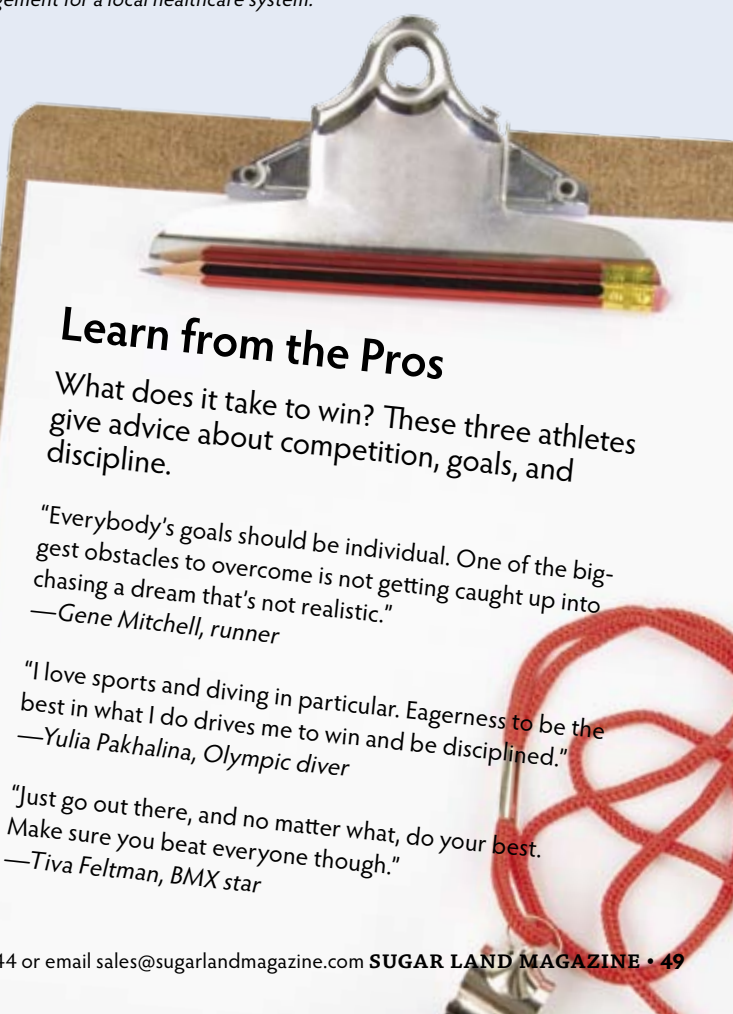 gement for a local healthcare system.
Learn from the Pros
What does it take to win? These three athletes
give advice about competition, goals, and
discipline.
"Everybody's goals should be individual. One of the big-
gest obstacles to overcome is not getting caught up into
chasing a dream that's not realistic."
—Gene Mitchell, runner
"I love sports and diving in particular. Eagerness to be the
best in what I do drives me to win and be disciplined."
—Yulia Pakhalina, Olympic diver
"Just go out there, and no matter what, do your best.
Make sure you beat everyone though."
—Tiva Feltman, BMX star
44 or email sales@sugarlandmagazine.com SUGAR LAND MAGAZINE • 49